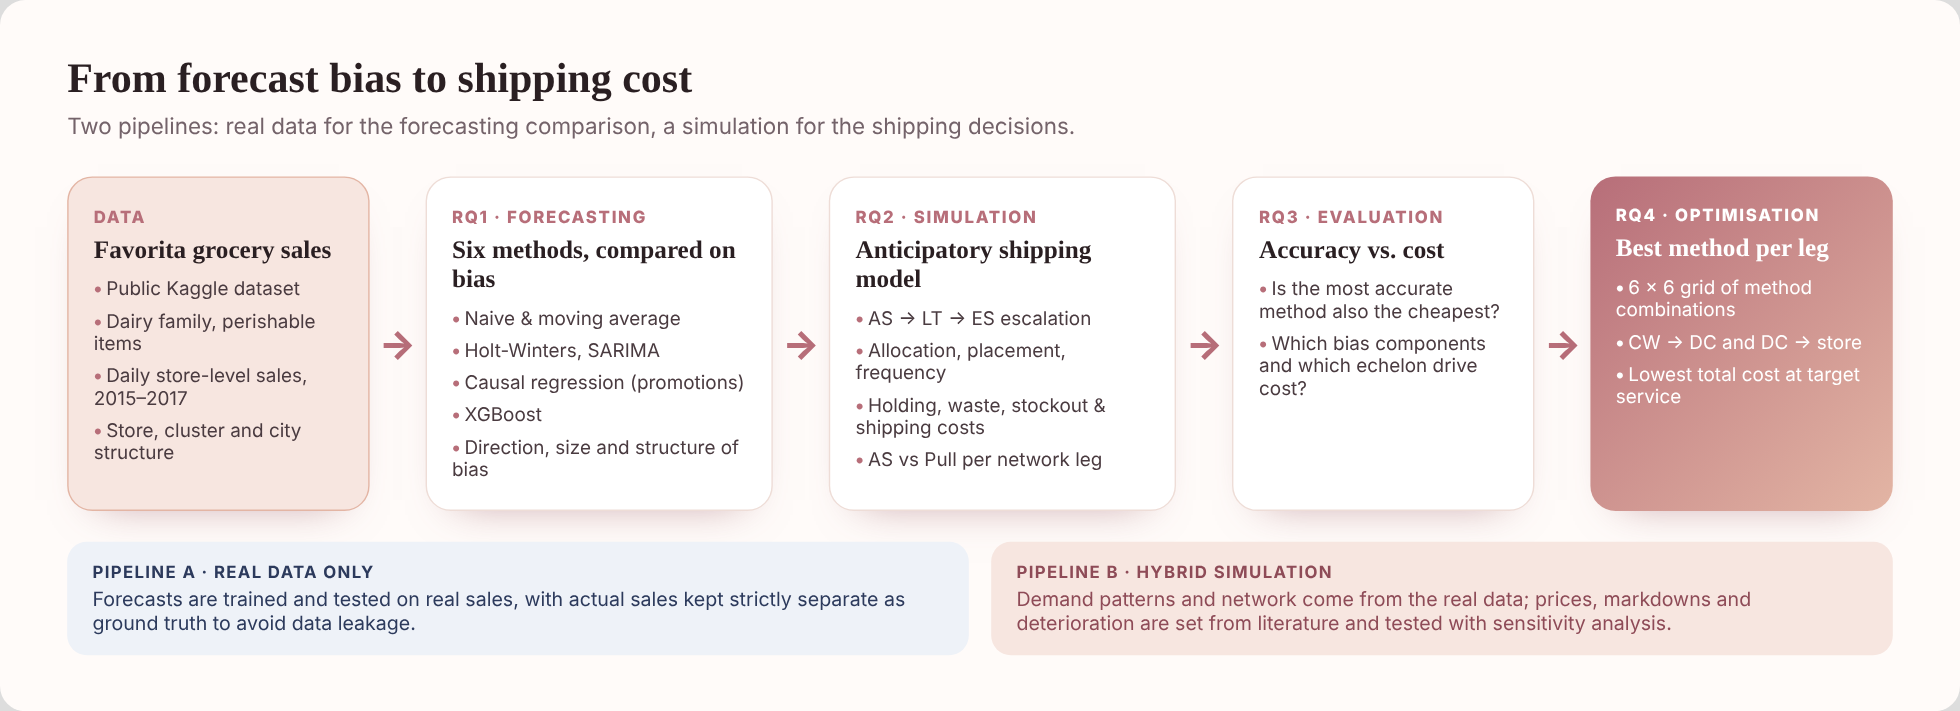 From forecast bias to shipping cost
Two pipelines: real data for the forecasting comparison, a simulation for the shipping decisions.
DATA
Favorita grocery sales
• Public Kaggle dataset
• Dairy family, perishable
items
• Daily store-level sales,
2015–2017
• Store, cluster and city
structure
→
RQ1 · FORECASTING
Six methods, compared on
bias
• Naive & moving average
• Holt-Winters, SARIMA
• Causal regression (promotions)
• XGBoost
• Direction, size and structure of
bias
→
RQ2 · SIMULATION
Anticipatory shipping
model
• AS → LT → ES escalation
• Allocation, placement,
frequency
• Holding, waste, stockout &
shipping costs
• AS vs Pull per network leg
→
RQ3 · EVALUATION
Accuracy vs. cost
• Is the most accurate
method also the cheapest?
• Which bias components
and which echelon drive
cost?
→
RQ4 · OPTIMISATION
Best method per leg
• 6 × 6 grid of method
combinations
• CW → DC and DC → store
• Lowest total cost at target
service
PIPELINE A · REAL DATA ONLY
Forecasts are trained and tested on real sales, with actual sales kept strictly separate as
ground truth to avoid data leakage.
PIPELINE B · HYBRID SIMULATION
Demand patterns and network come from the real data; prices, markdowns and
deterioration are set from literature and tested with sensitivity analysis.